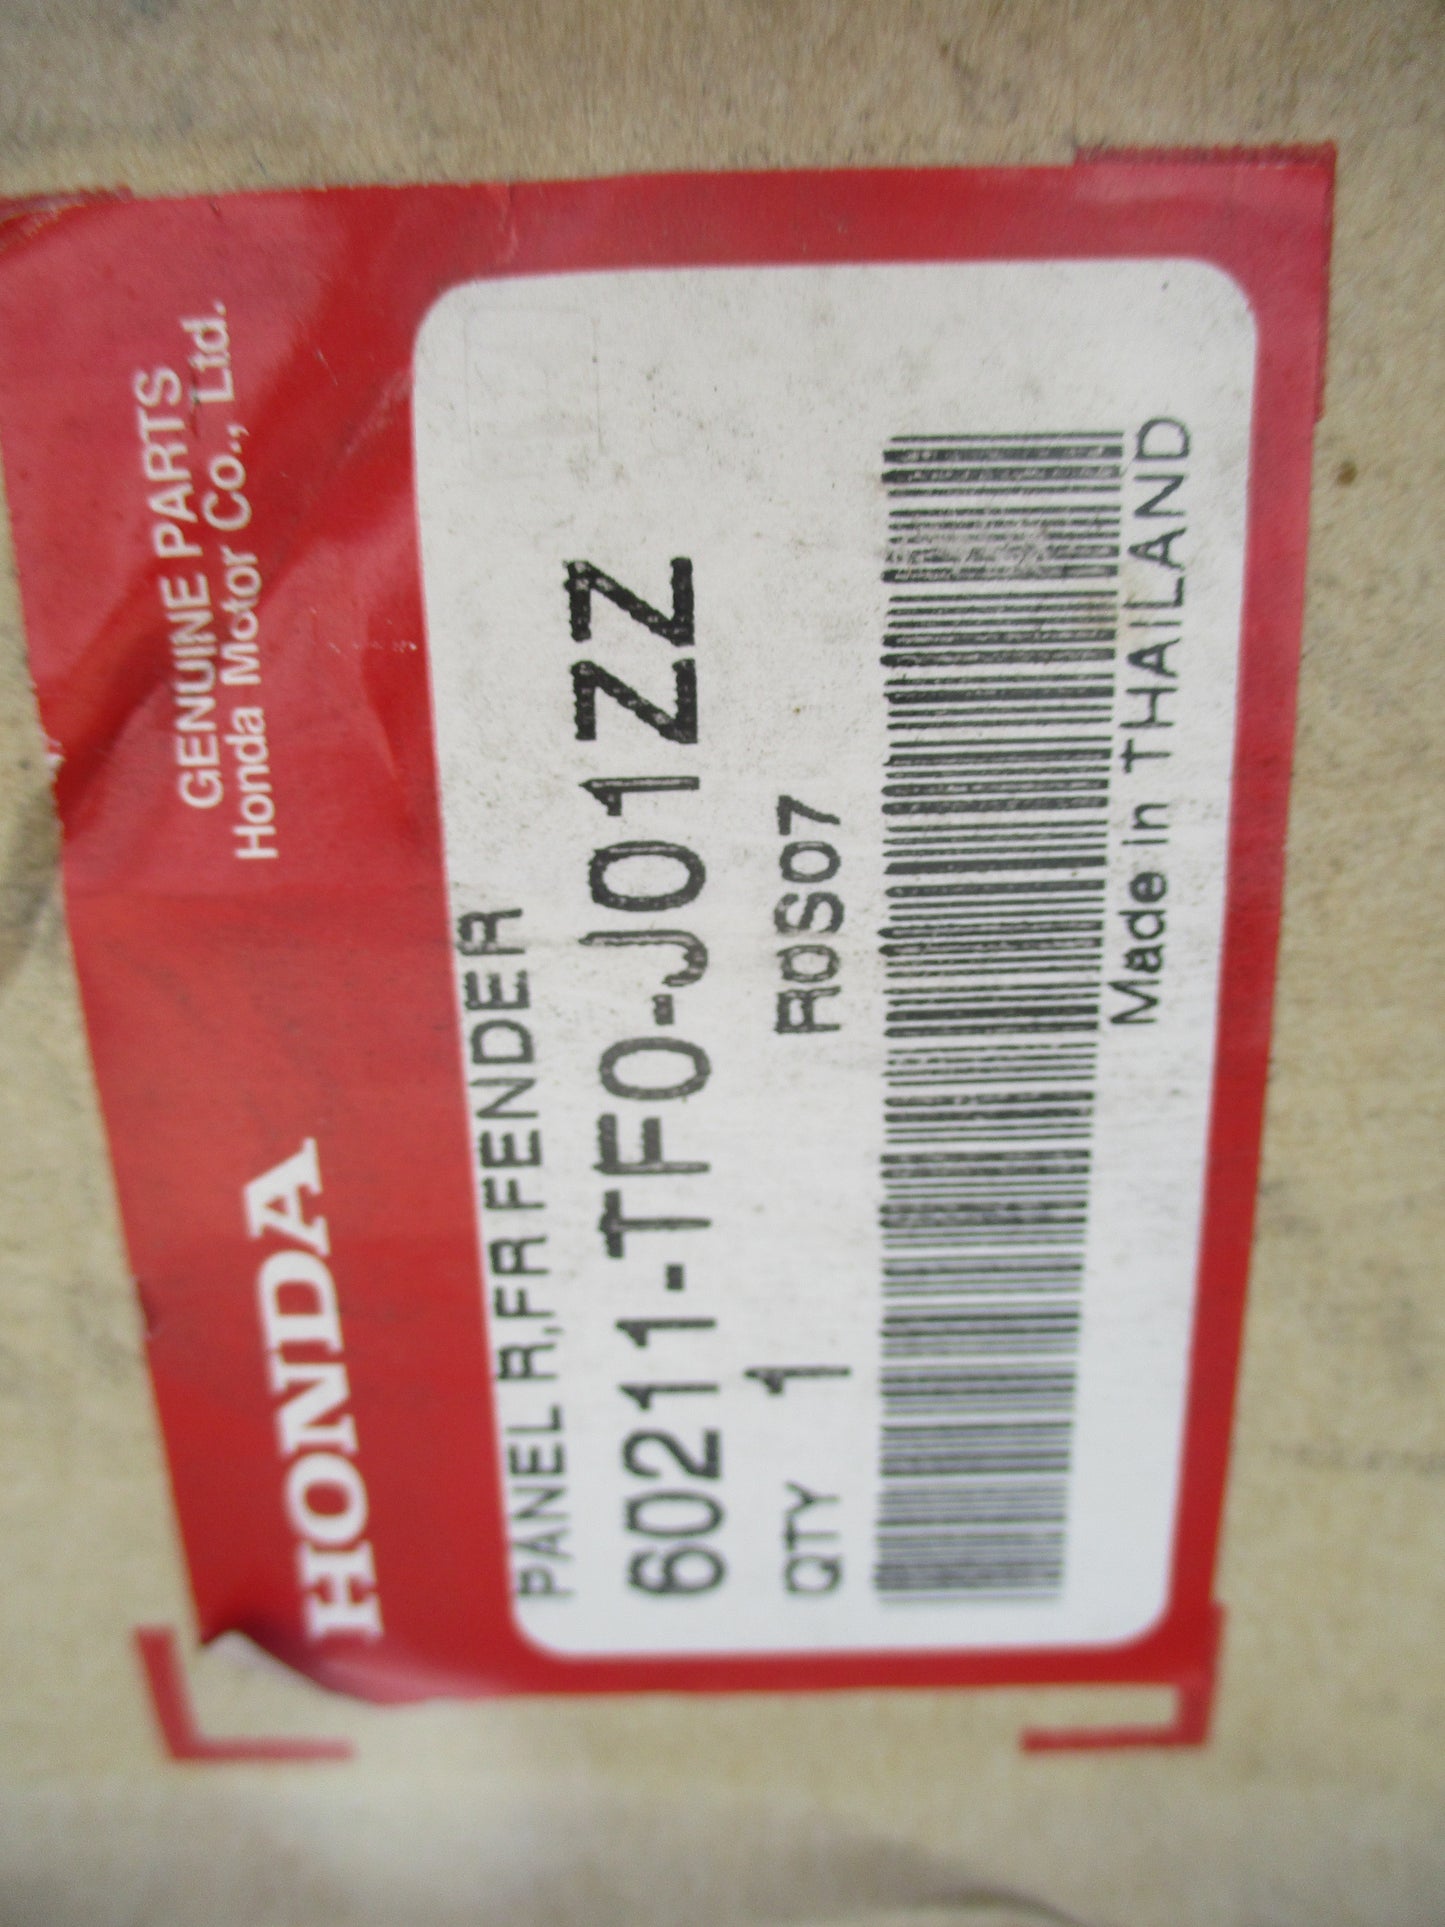 HONDA
GENUINE PARTS
Honda Motor Co., Ltd.
PANEL R,FR FENDER
60211-TF0-J01ZZ
QTY 1 R0S07
Made in THAILAND